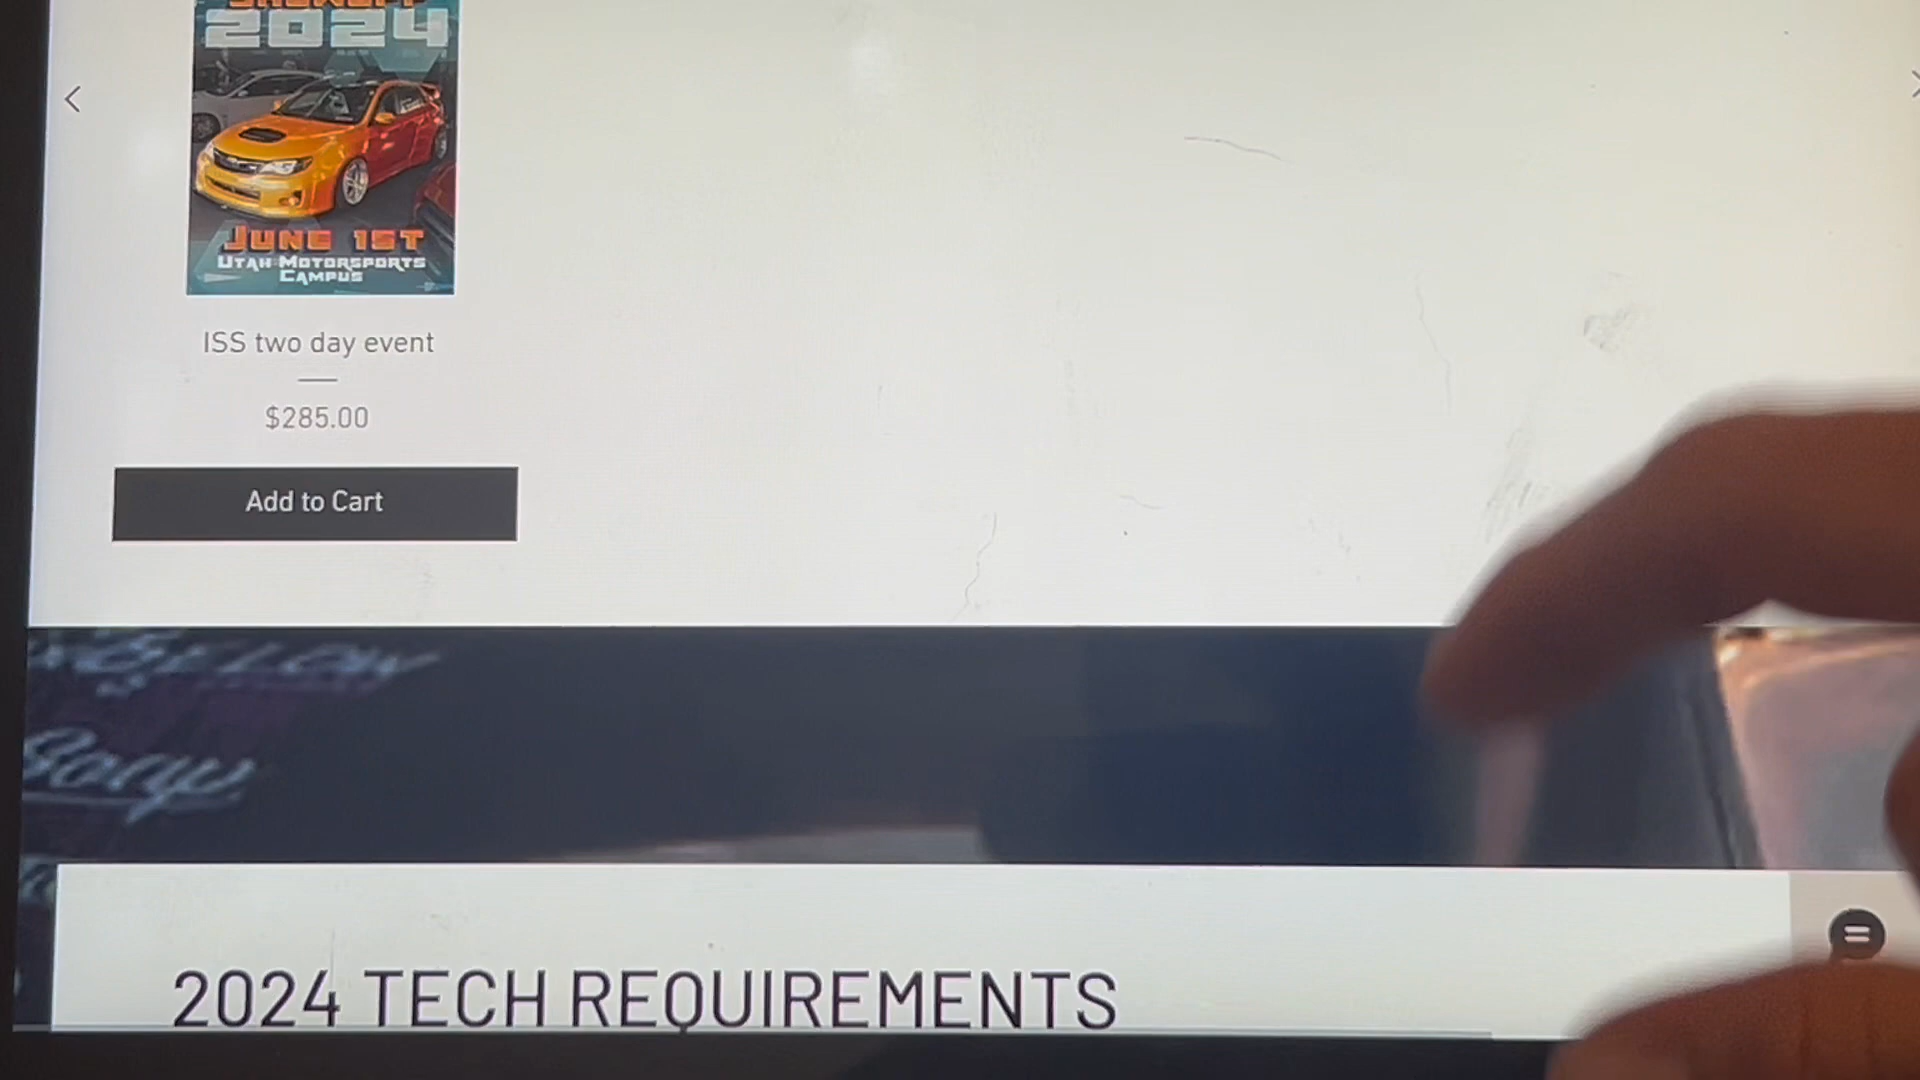 2024
JUNE 1ST
UTAH MOTORSPORTS
CAMPUS
ISS two day event
$285.00
Add to Cart
2024 TECH REQUIREMENTS